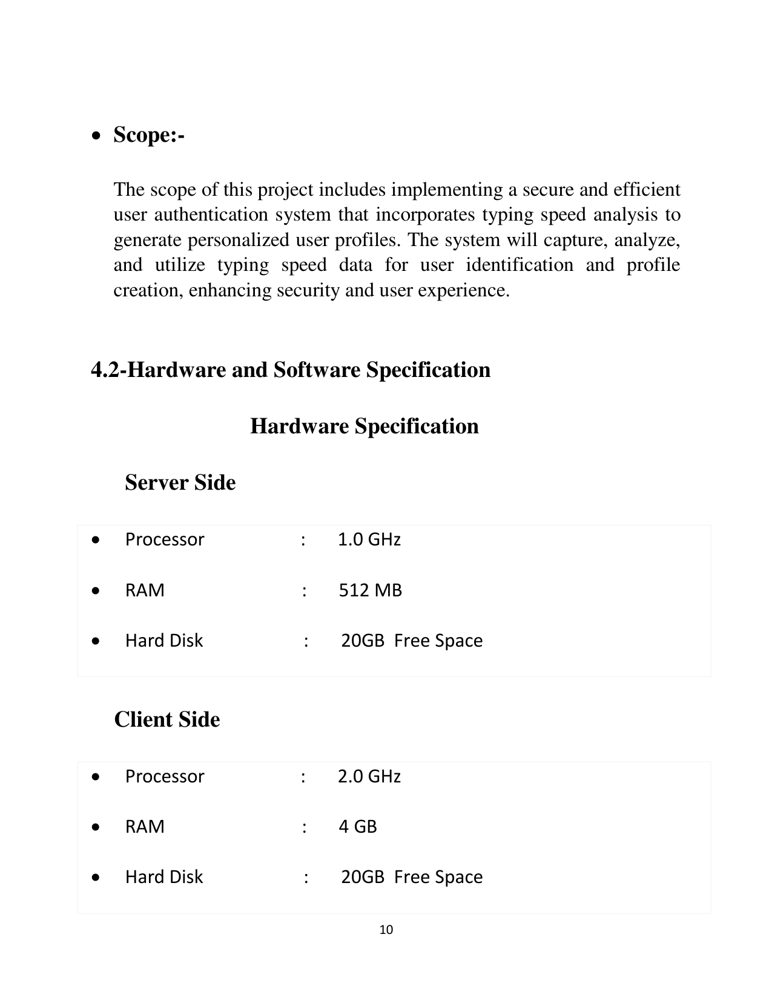 • Scope:-
The scope of this project includes implementing a secure and efficient
user authentication system that incorporates typing speed analysis to
generate personalized user profiles. The system will capture, analyze,
and utilize typing speed data for user identification and profile
creation, enhancing security and user experience.
4.2-Hardware and Software Specification
Hardware Specification
Server Side
• Processor : 1.0 GHz
• RAM : 512 MB
• Hard Disk : 20GB Free Space
Client Side
• Processor : 2.0 GHz
• RAM : 4 GB
• Hard Disk : 20GB Free Space
10